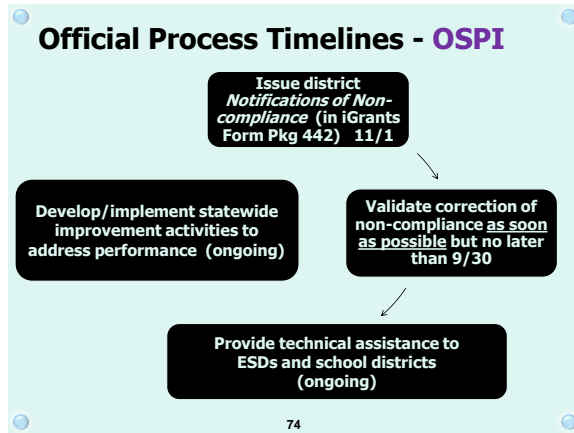 Official Process Timelines - OSPI
Issue district
Notifications of Non-
compliance (in iGrants
Form Pkg 442) 11/1
Develop/implement statewide
improvement activities to
address performance (ongoing)
Validate correction of
non-compliance as soon
as possible but no later
than 9/30
Provide technical assistance to
ESDs and school districts
(ongoing)
74